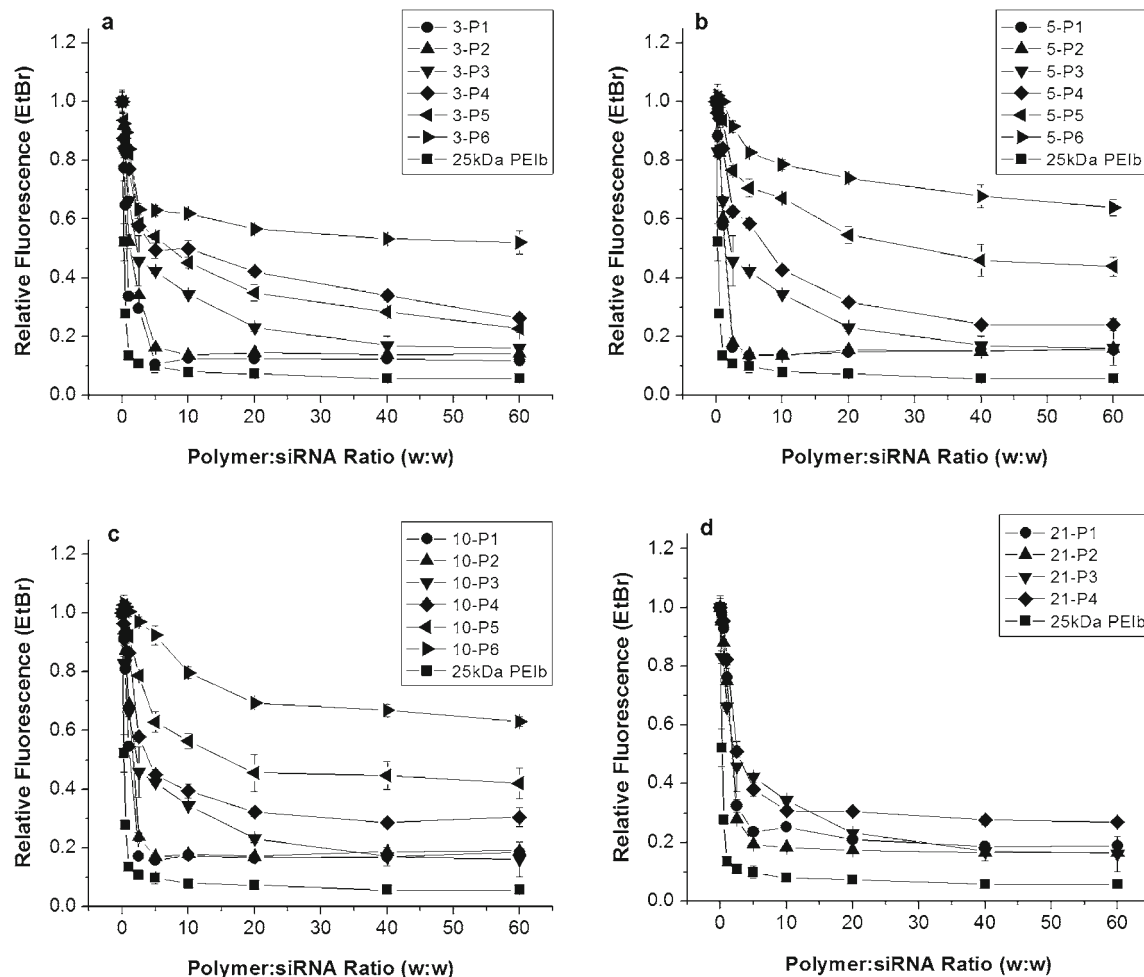 a
1.2
1.0
0.8
0.6
0.4
0.2
0.0
Relative Fluorescence (EtBr)
0 10 20 30 40 50 60
Polymer:siRNA Ratio (w:w)
3-P1
3-P2
3-P3
3-P4
3-P5
3-P6
25kDa PEIb
b
1.2
1.0
0.8
0.6
0.4
0.2
0.0
Relative Fluorescence (EtBr)
0 10 20 30 40 50 60
Polymer:siRNA Ratio (w:w)
5-P1
5-P2
5-P3
5-P4
5-P5
5-P6
25kDa PEIb
c
1.2
1.0
0.8
0.6
0.4
0.2
0.0
Relative Fluorescence (EtBr)
0 10 20 30 40 50 60
Polymer:siRNA Ratio (w:w)
10-P1
10-P2
10-P3
10-P4
10-P5
10-P6
25kDa PEIb
d
1.2
1.0
0.8
0.6
0.4
0.2
0.0
Relative Fluorescence (EtBr)
0 10 20 30 40 50 60
Polymer:siRNA Ratio (w:w)
21-P1
21-P2
21-P3
21-P4
25kDa PEIb